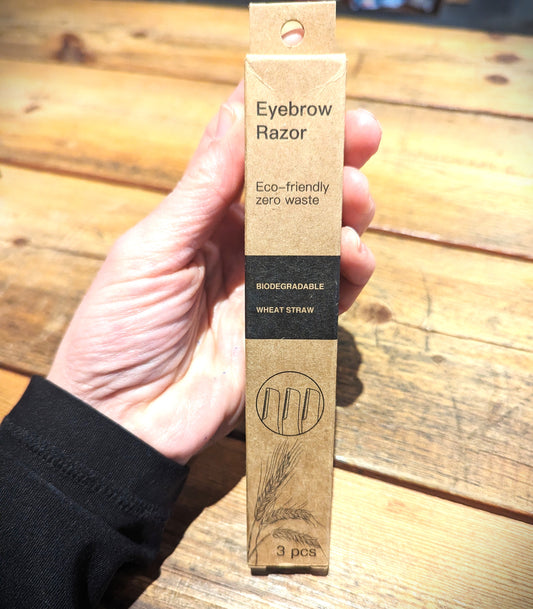 Eyebrow
Razor
Eco-friendly
zero waste
BIODEGRADABLE
WHEAT STRAW
3 pcs